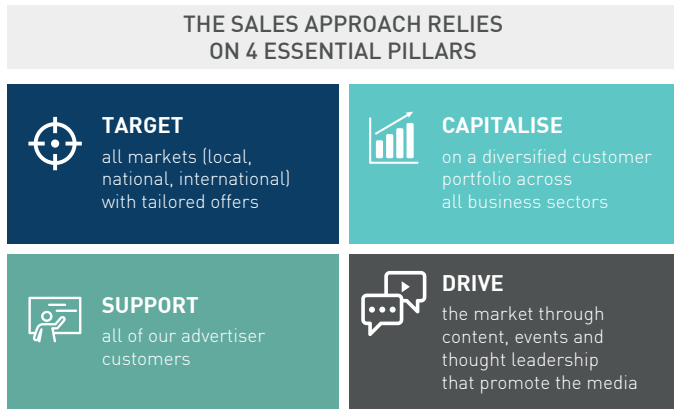 THE SALES APPROACH RELIES
ON 4 ESSENTIAL PILLARS
TARGET
all markets (local,
national, international)
with tailored offers
CAPITALISE
on a diversified customer
portfolio across
all business sectors
SUPPORT
all of our advertiser
customers
DRIVE
the market through
content, events and
thought leadership
that promote the media